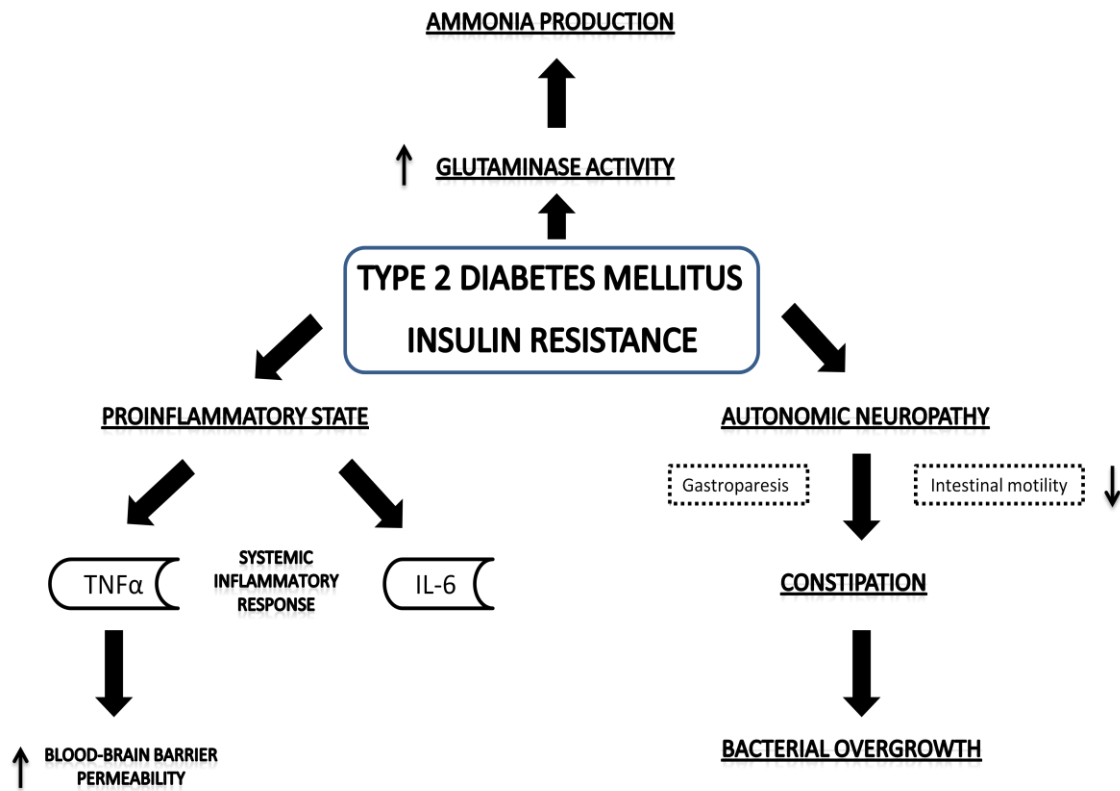 AMMONIA PRODUCTION
GLUTAMINASE ACTIVITY
TYPE 2 DIABETES MELLITUS
INSULIN RESISTANCE
PROINFLAMMATORY STATE
AUTONOMIC NEUROPATHY
Gastroparesis
Intestinal motility
TNFα
SYSTEMIC
INFLAMMATORY
RESPONSE
IL-6
CONSTIPATION
BLOOD-BRAIN BARRIER
PERMEABILITY
BACTERIAL OVERGROWTH